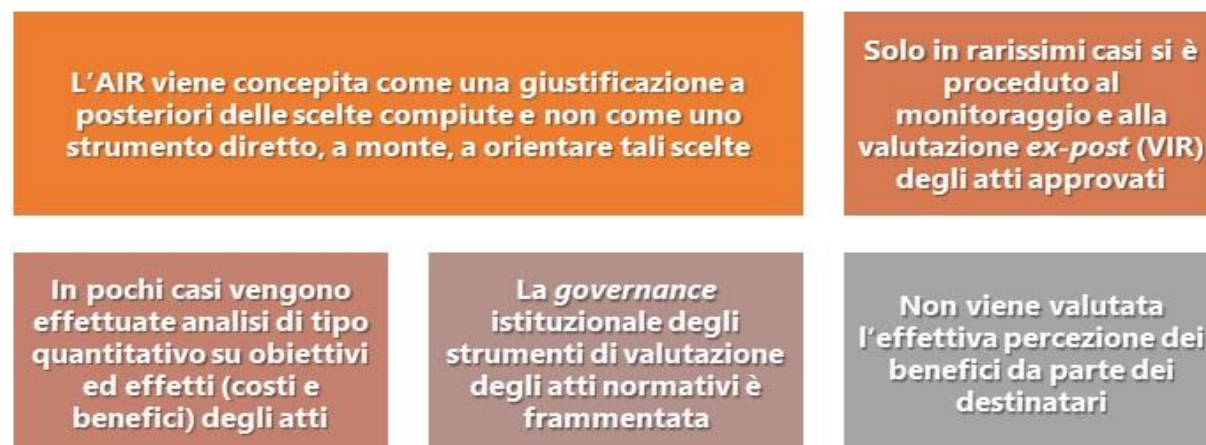 L'AIR viene concepita come una giustificazione a
posteriori delle scelte compiute e non come uno
strumento diretto, a monte, a orientare tali scelte
Solo in rarissimi casi si è
proceduto al
monitoraggio e alla
valutazione ex-post (VIR)
degli atti approvati
In pochi casi vengono
effettuate analisi di tipo
quantitativo su obiettivi
ed effetti (costi e
benefici) degli atti
La governance
istituzionale degli
strumenti di valutazione
degli atti normativi è
frammentata
Non viene valutata
l'effettiva percezione dei
benefici da parte dei
destinatari